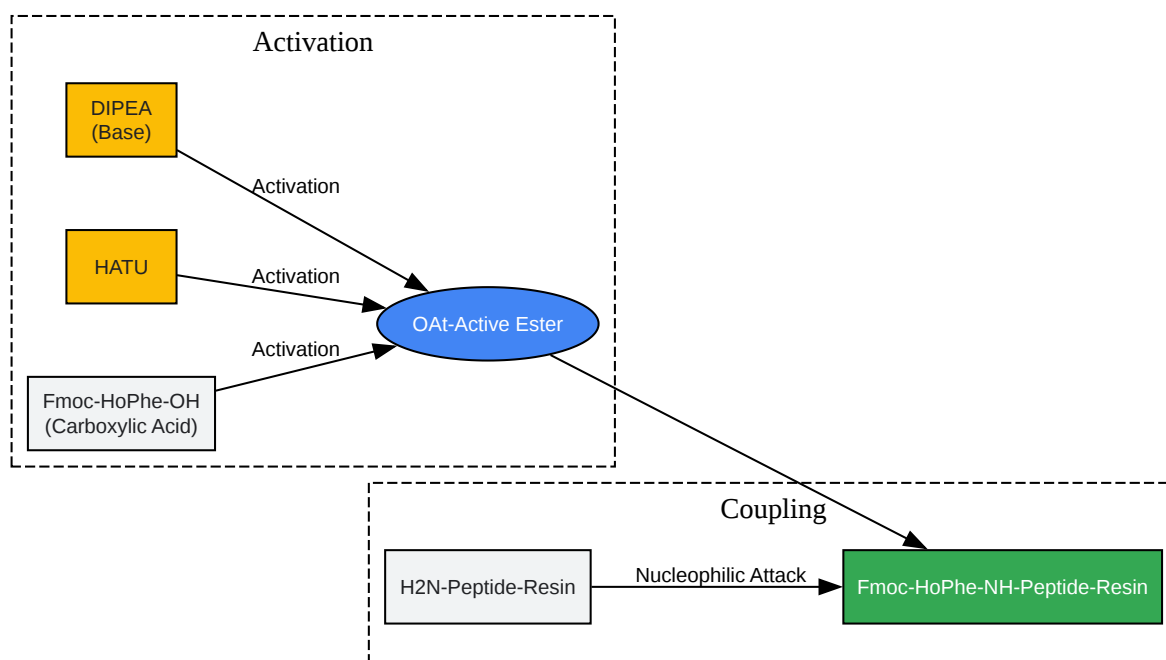 Activation
DIPEA
(Base)
Activation
HATU
Activation
OAt-Active Ester
Activation
Fmoc-HoPhe-OH
(Carboxylic Acid)
Coupling
H2N-Peptide-Resin
Nucleophilic Attack
Fmoc-HoPhe-NH-Peptide-Resin